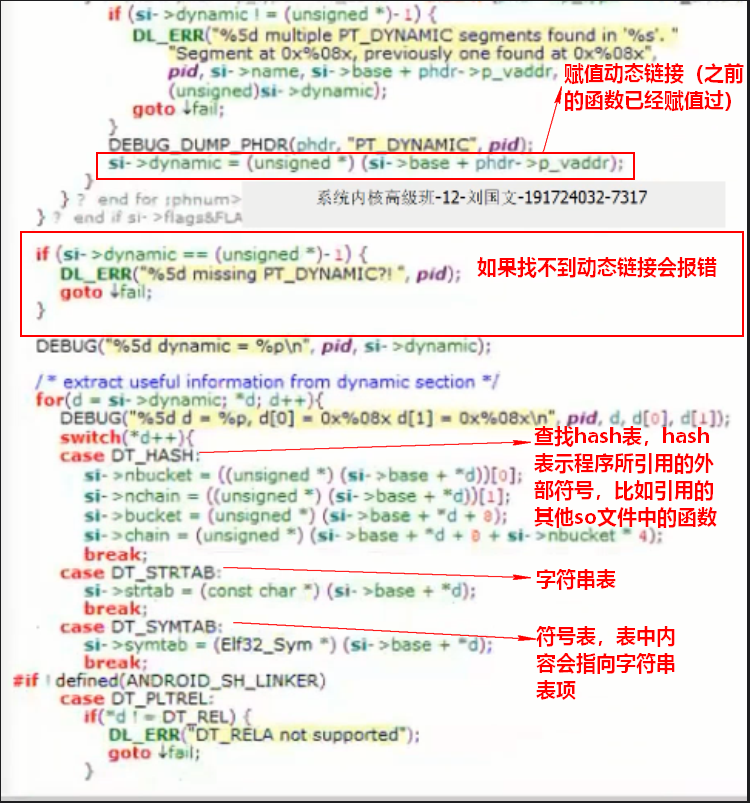 if (si->dynamic != (unsigned *)-1) {
DL_ERR("%5d multiple PT_DYNAMIC segments found in '%s'. "
"Segment at 0x%08x, previously one found at 0x%08x",
pid, si->name, si->base + phdr->p_vaddr,
(unsigned)si->dynamic);
goto ↓fail;
}
赋值动态链接（之前
的函数已经赋值过）
DEBUG_DUMP_PHDR(phdr, "PT_DYNAMIC", pid);
si->dynamic = (unsigned *) (si->base + phdr->p_vaddr);
}
} ? end for ;phnum>
系统内核高级班-12-刘国文-191724032-7317
} ? end if si->flags&FLA
if (si->dynamic == (unsigned *)-1) {
DL_ERR("%5d missing PT_DYNAMIC?! ", pid);
goto ↓fail;
}
如果找不到动态链接会报错
DEBUG("%5d dynamic = %p\n", pid, si->dynamic);
/* extract useful information from dynamic section */
for(d = si->dynamic; *d; d++){
DEBUG("%5d d = %p, d[0] = 0x%08x d[1] = 0x%08x\n", pid, d, d[0], d[1]);
switch(*d++){
case DT_HASH:
si->nbucket = ((unsigned *) (si->base + *d))[0];
si->nchain = ((unsigned *) (si->base + *d))[1];
si->bucket = (unsigned *) (si->base + *d + 8);
si->chain = (unsigned *) (si->base + *d + 8 + si->nbucket * 4);
break;
查找hash表，hash
表示程序所引用的外
部符号，比如引用的
其他so文件中的函数
case DT_STRTAB:
si->strtab = (const char *) (si->base + *d);
break;
字符串表
case DT_SYMTAB:
si->symtab = (Elf32_Sym *) (si->base + *d);
break;
符号表，表中内
容会指向字符串
表项
#if !defined(ANDROID_SH_LINKER)
case DT_PLTREL:
if(*d != DT_REL) {
DL_ERR("DT_RELA not supported");
goto ↓fail;
}